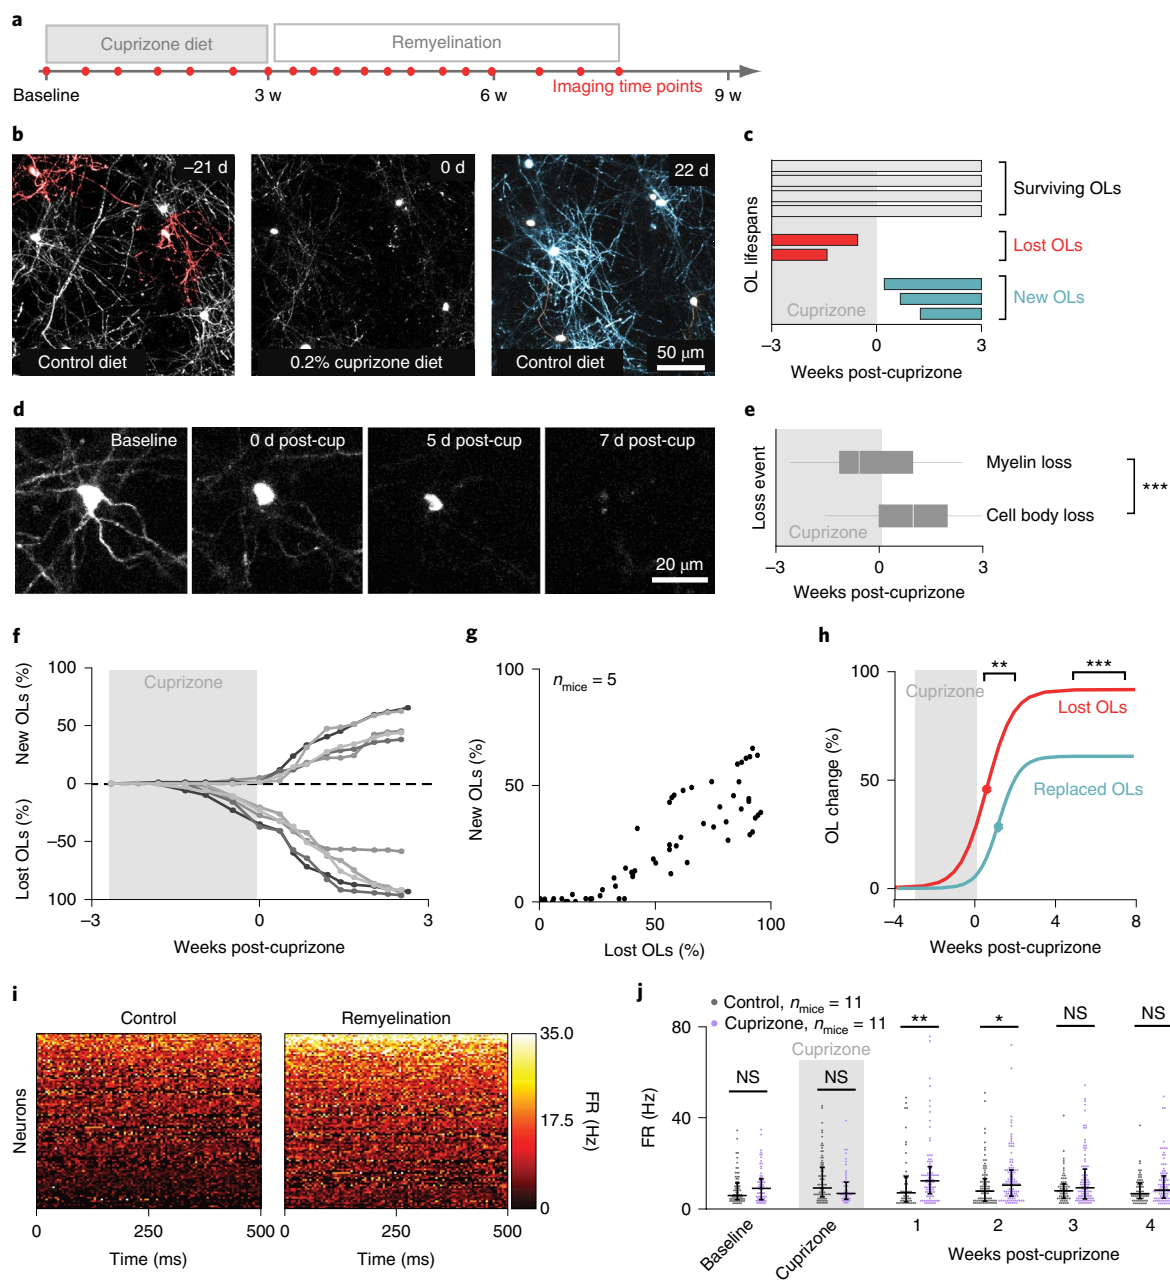 a
Cuprizone diet
Remyelination
Imaging time points
Baseline
3 w
6 w
9 w
b
–21 d
Control diet
0 d
0.2% cuprizone diet
22 d
Control diet
50 μm
c
OL lifespans
Cuprizone
Surviving OLs
Lost OLs
New OLs
–3
0
3
Weeks post-cuprizone
d
Baseline
0 d post-cup
5 d post-cup
7 d post-cup
20 μm
e
Loss event
Cuprizone
Myelin loss
Cell body loss
***
–3
0
3
Weeks post-cuprizone
f
New OLs (%)
Lost OLs (%)
100
50
0
–50
100
Cuprizone
–3
0
3
Weeks post-cuprizone
g
n mice = 5
New OLs (%)
100
50
0
0
50
100
Lost OLs (%)
h
OL change (%)
100
50
0
Cuprizone
**
***
Lost OLs
Replaced OLs
–4
0
4
8
Weeks post-cuprizone
i
Control
Remyelination
Neurons
0
250
500
Time (ms)
0
250
500
Time (ms)
35.0
17.5
0
FR (Hz)
j
Control, n mice = 11
Cuprizone, n mice = 11
Cuprizone
FR (Hz)
80
40
0
NS
NS
**
*
NS
NS
Baseline
Cuprizone
1
2
3
4
Weeks post-cuprizone